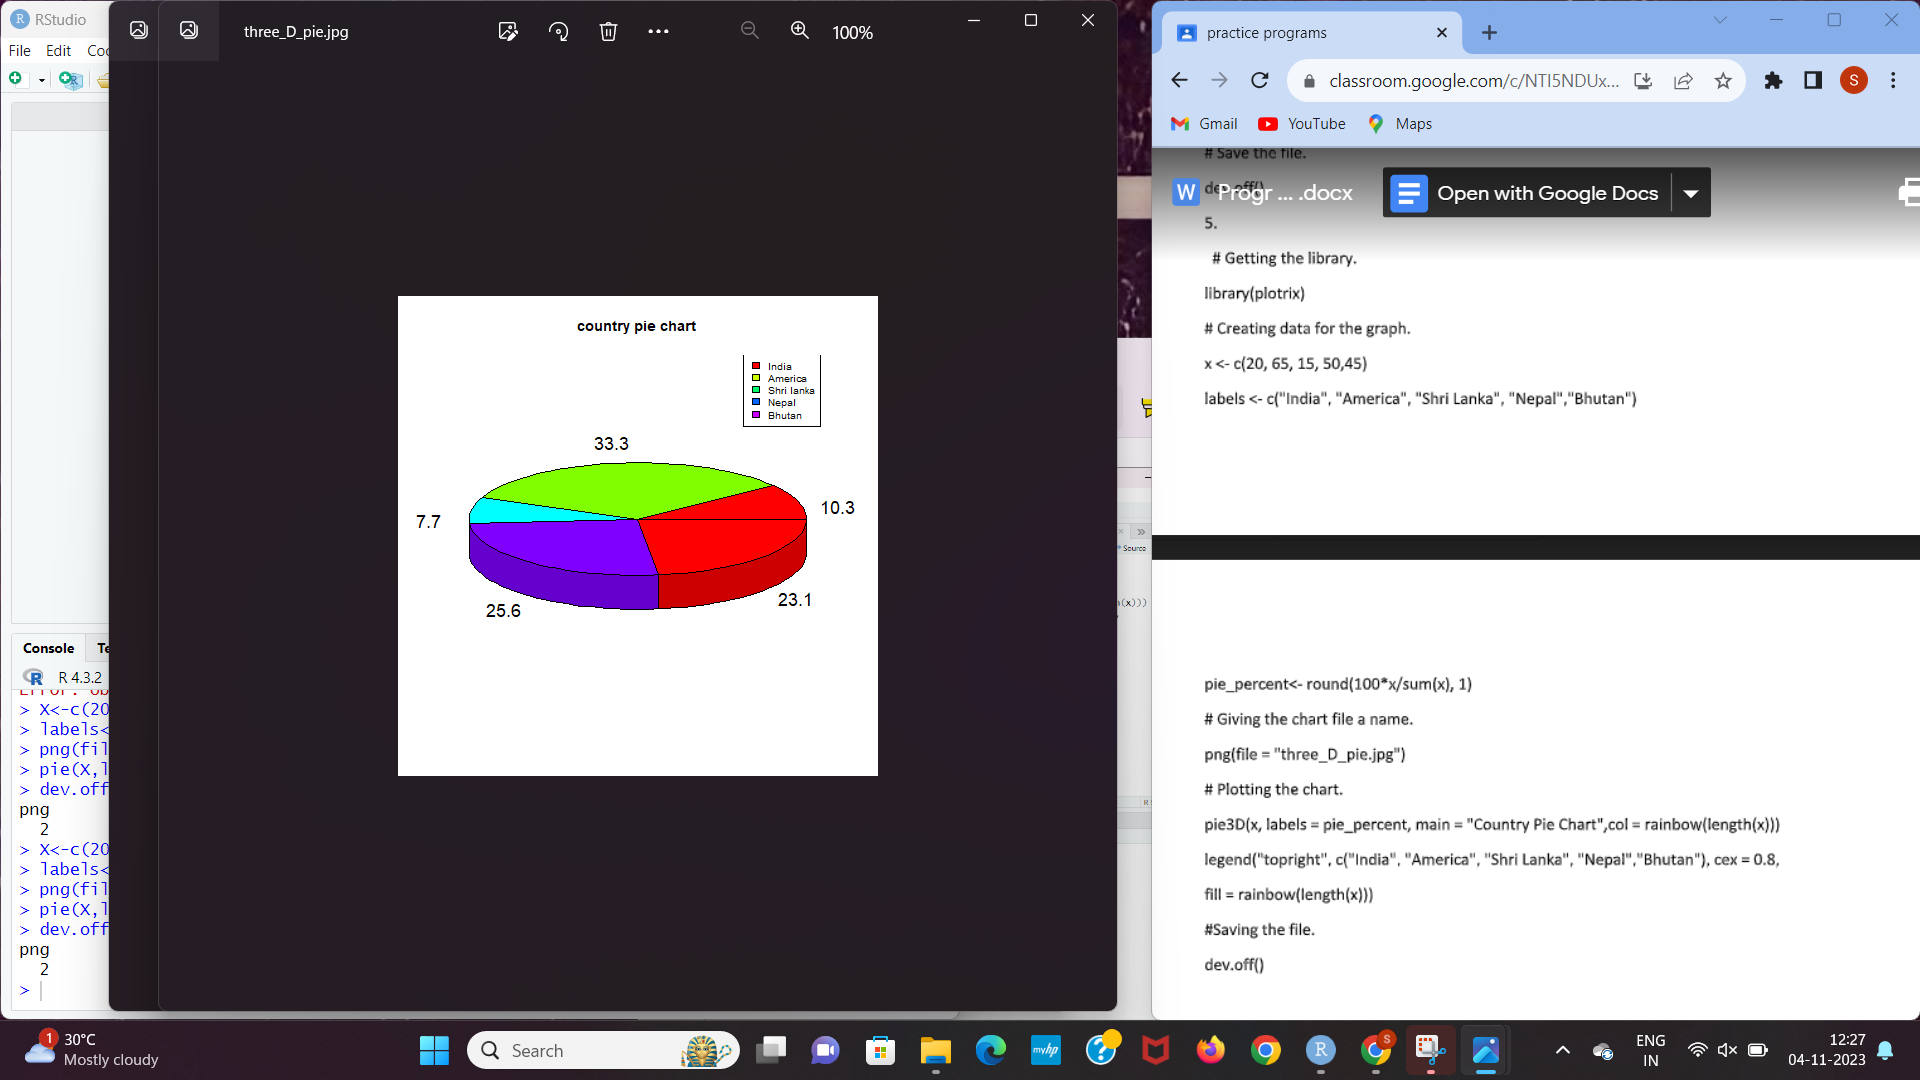 RStudio
File Edit Co
Console Te
R 4.3.2
> X<-c(20
> labels<
> png(fil
> pie(X,l
> dev.off
png
2
> X<-c(20
> labels<
> png(fil
> pie(X,l
> dev.off
png
2
>
three_D_pie.jpg
100%
country pie chart
India
America
Shri lanka
Nepal
Bhutan
33.3
10.3
7.7
25.6
23.1
Source
(x)))
practice programs
classroom.google.com/c/NTI5NDUx...
S
Gmail YouTube Maps
# Save the file.
dev.off()
W Progr ... .docx Open with Google Docs
5.
# Getting the library.
library(plotrix)
# Creating data for the graph.
x <- c(20, 65, 15, 50,45)
labels <- c("India", "America", "Shri Lanka", "Nepal","Bhutan")
pie_percent<- round(100*x/sum(x), 1)
# Giving the chart file a name.
png(file = "three_D_pie.jpg")
# Plotting the chart.
pie3D(x, labels = pie_percent, main = "Country Pie Chart",col = rainbow(length(x)))
legend("topright", c("India", "America", "Shri Lanka", "Nepal","Bhutan"), cex = 0.8,
fill = rainbow(length(x)))
#Saving the file.
dev.off()
1
30°C
Mostly cloudy
Search
myhp
R
S
ENG
IN
12:27
04-11-2023